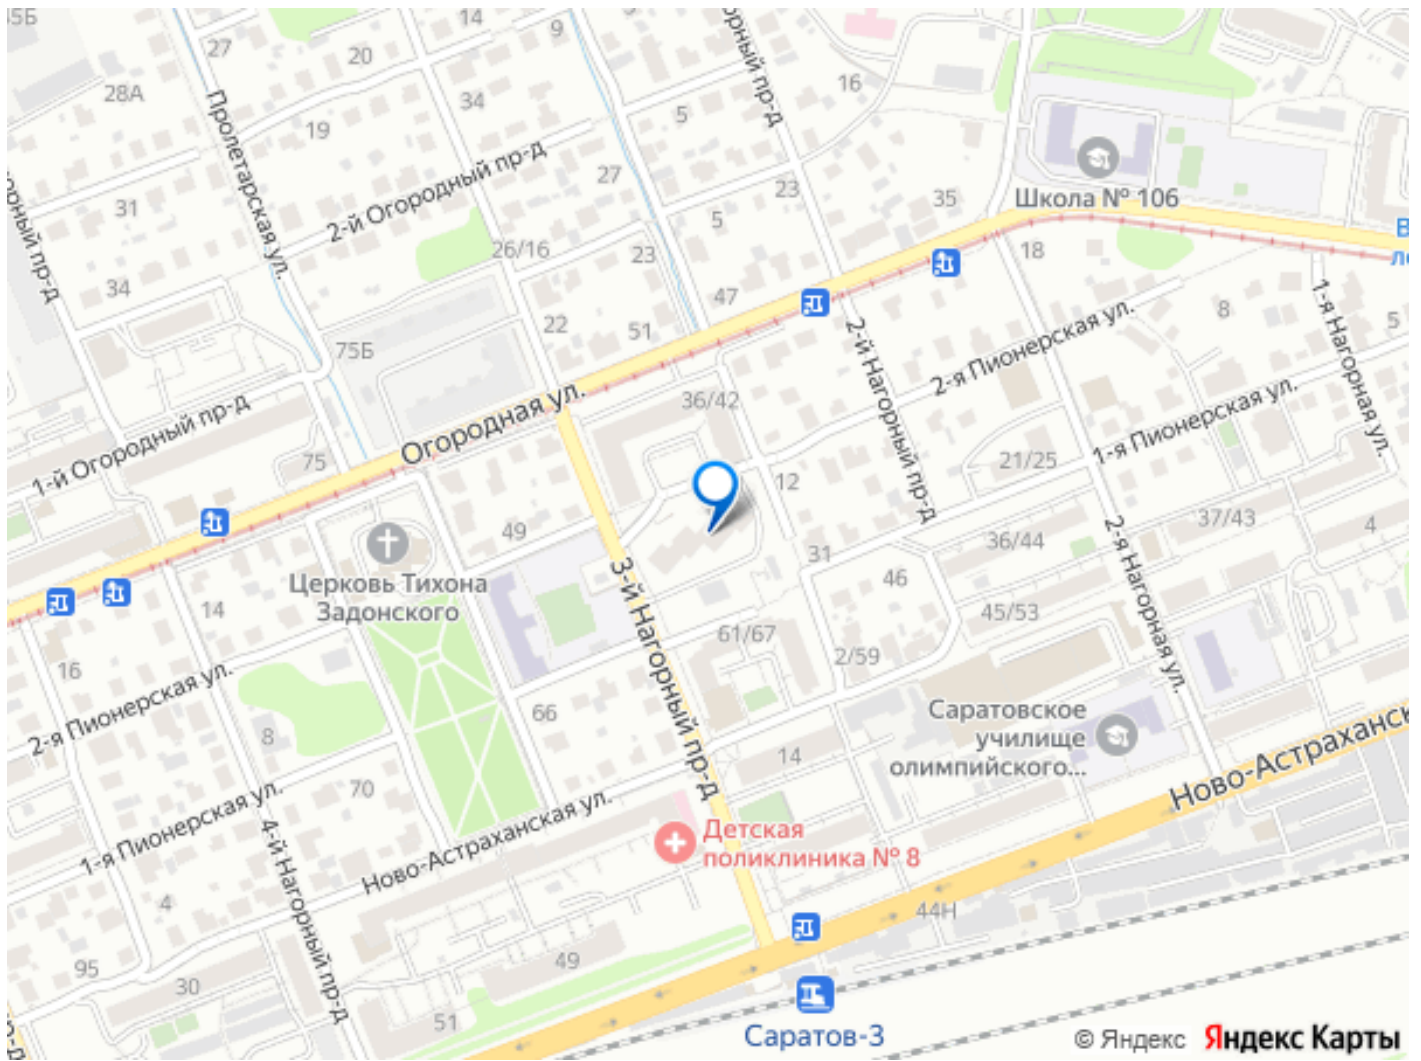 27
20
14
9
28А
19
34
5
16
Нагорный пр-д
Пролетарская ул.
2-й Огородный пр-д
27
23
35
Школа № 106
31
26/16
5
23
18
34
47
22
51
75Б
8
5
2-й Нагорный пр-д
2-я Пионерская ул.
1-я Нагорная ул.
36/42
Огородная ул.
1-й Огородный пр-д
75
1-я Пионерская ул.
21/25
12
37/43
4
49
Церковь Тихона
Задонского
3-й Нагорный пр-д
31
36/44
46
2-я Нагорная ул.
14
45/53
61/67
16
2/59
2-я Пионерская ул.
66
Саратовское
училище
олимпийского...
8
14
70
Ново-Астраханск
1-я Пионерская ул.
4-й Нагорный пр-д
Ново-Астраханская ул.
Детская
поликлиника № 8
4
44Н
95
30
49
51
Саратов-3
© Яндекс Яндекс Карты